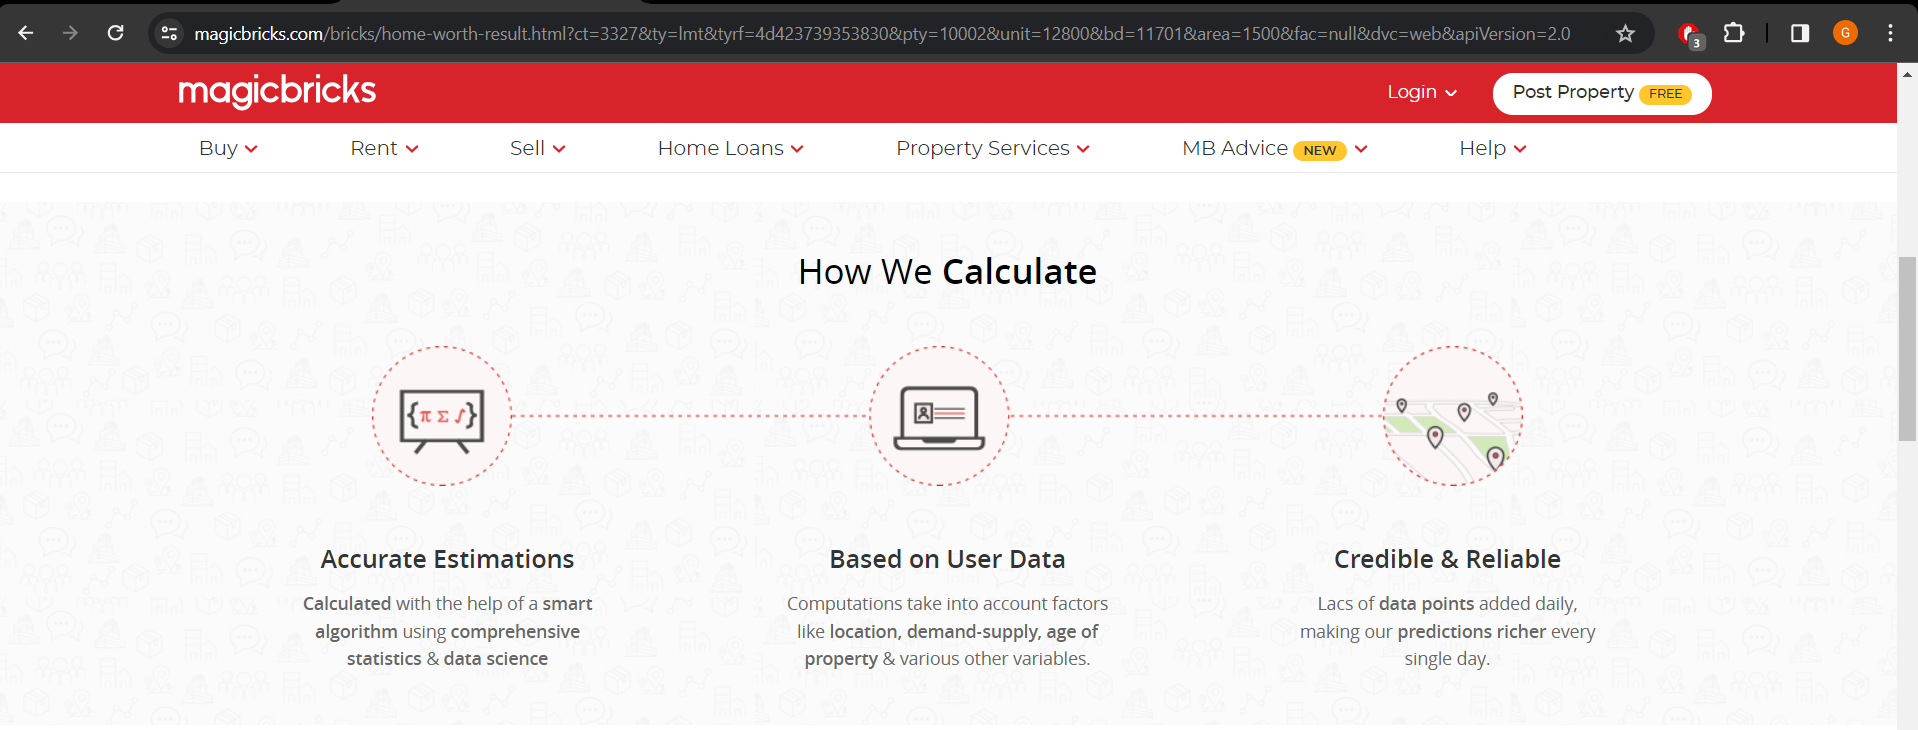 magicbricks.com/bricks/home-worth-result.html?ct=3327&ty=lmt&tyrf=4d423739353830&pty=10002&unit=12800&bd=11701&area=1500&fac=null&dvc=web&apiVersion=2.0
3
G
magicbricks
Login
Post Property FREE
Buy
Rent
Sell
Home Loans
Property Services
MB Advice NEW
Help
How We Calculate
{π Σ ∫}
Accurate Estimations
Calculated with the help of a smart
algorithm using comprehensive
statistics & data science
Based on User Data
Computations take into account factors
like location, demand-supply, age of
property & various other variables.
Credible & Reliable
Lacs of data points added daily,
making our predictions richer every
single day.